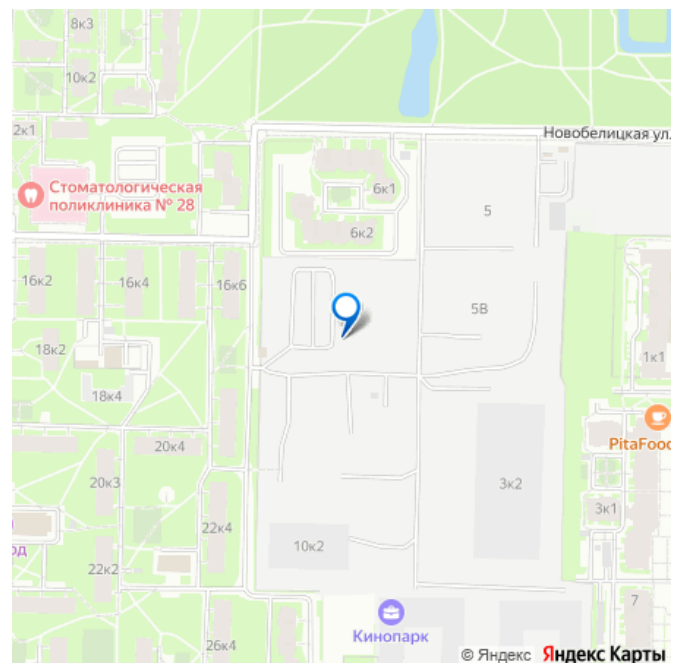 8к3
10к2
2к1
Новобелицкая ул.
Стоматологическая
поликлиника № 28
6к1
6к2
5
16к2
16к4
16к6
5В
18к2
1к1
18к4
PitaFood
20к4
20к3
3к2
3к1
22к4
од
10к2
22к2
7
Кинопарк
26к4
© Яндекс Яндекс Карты